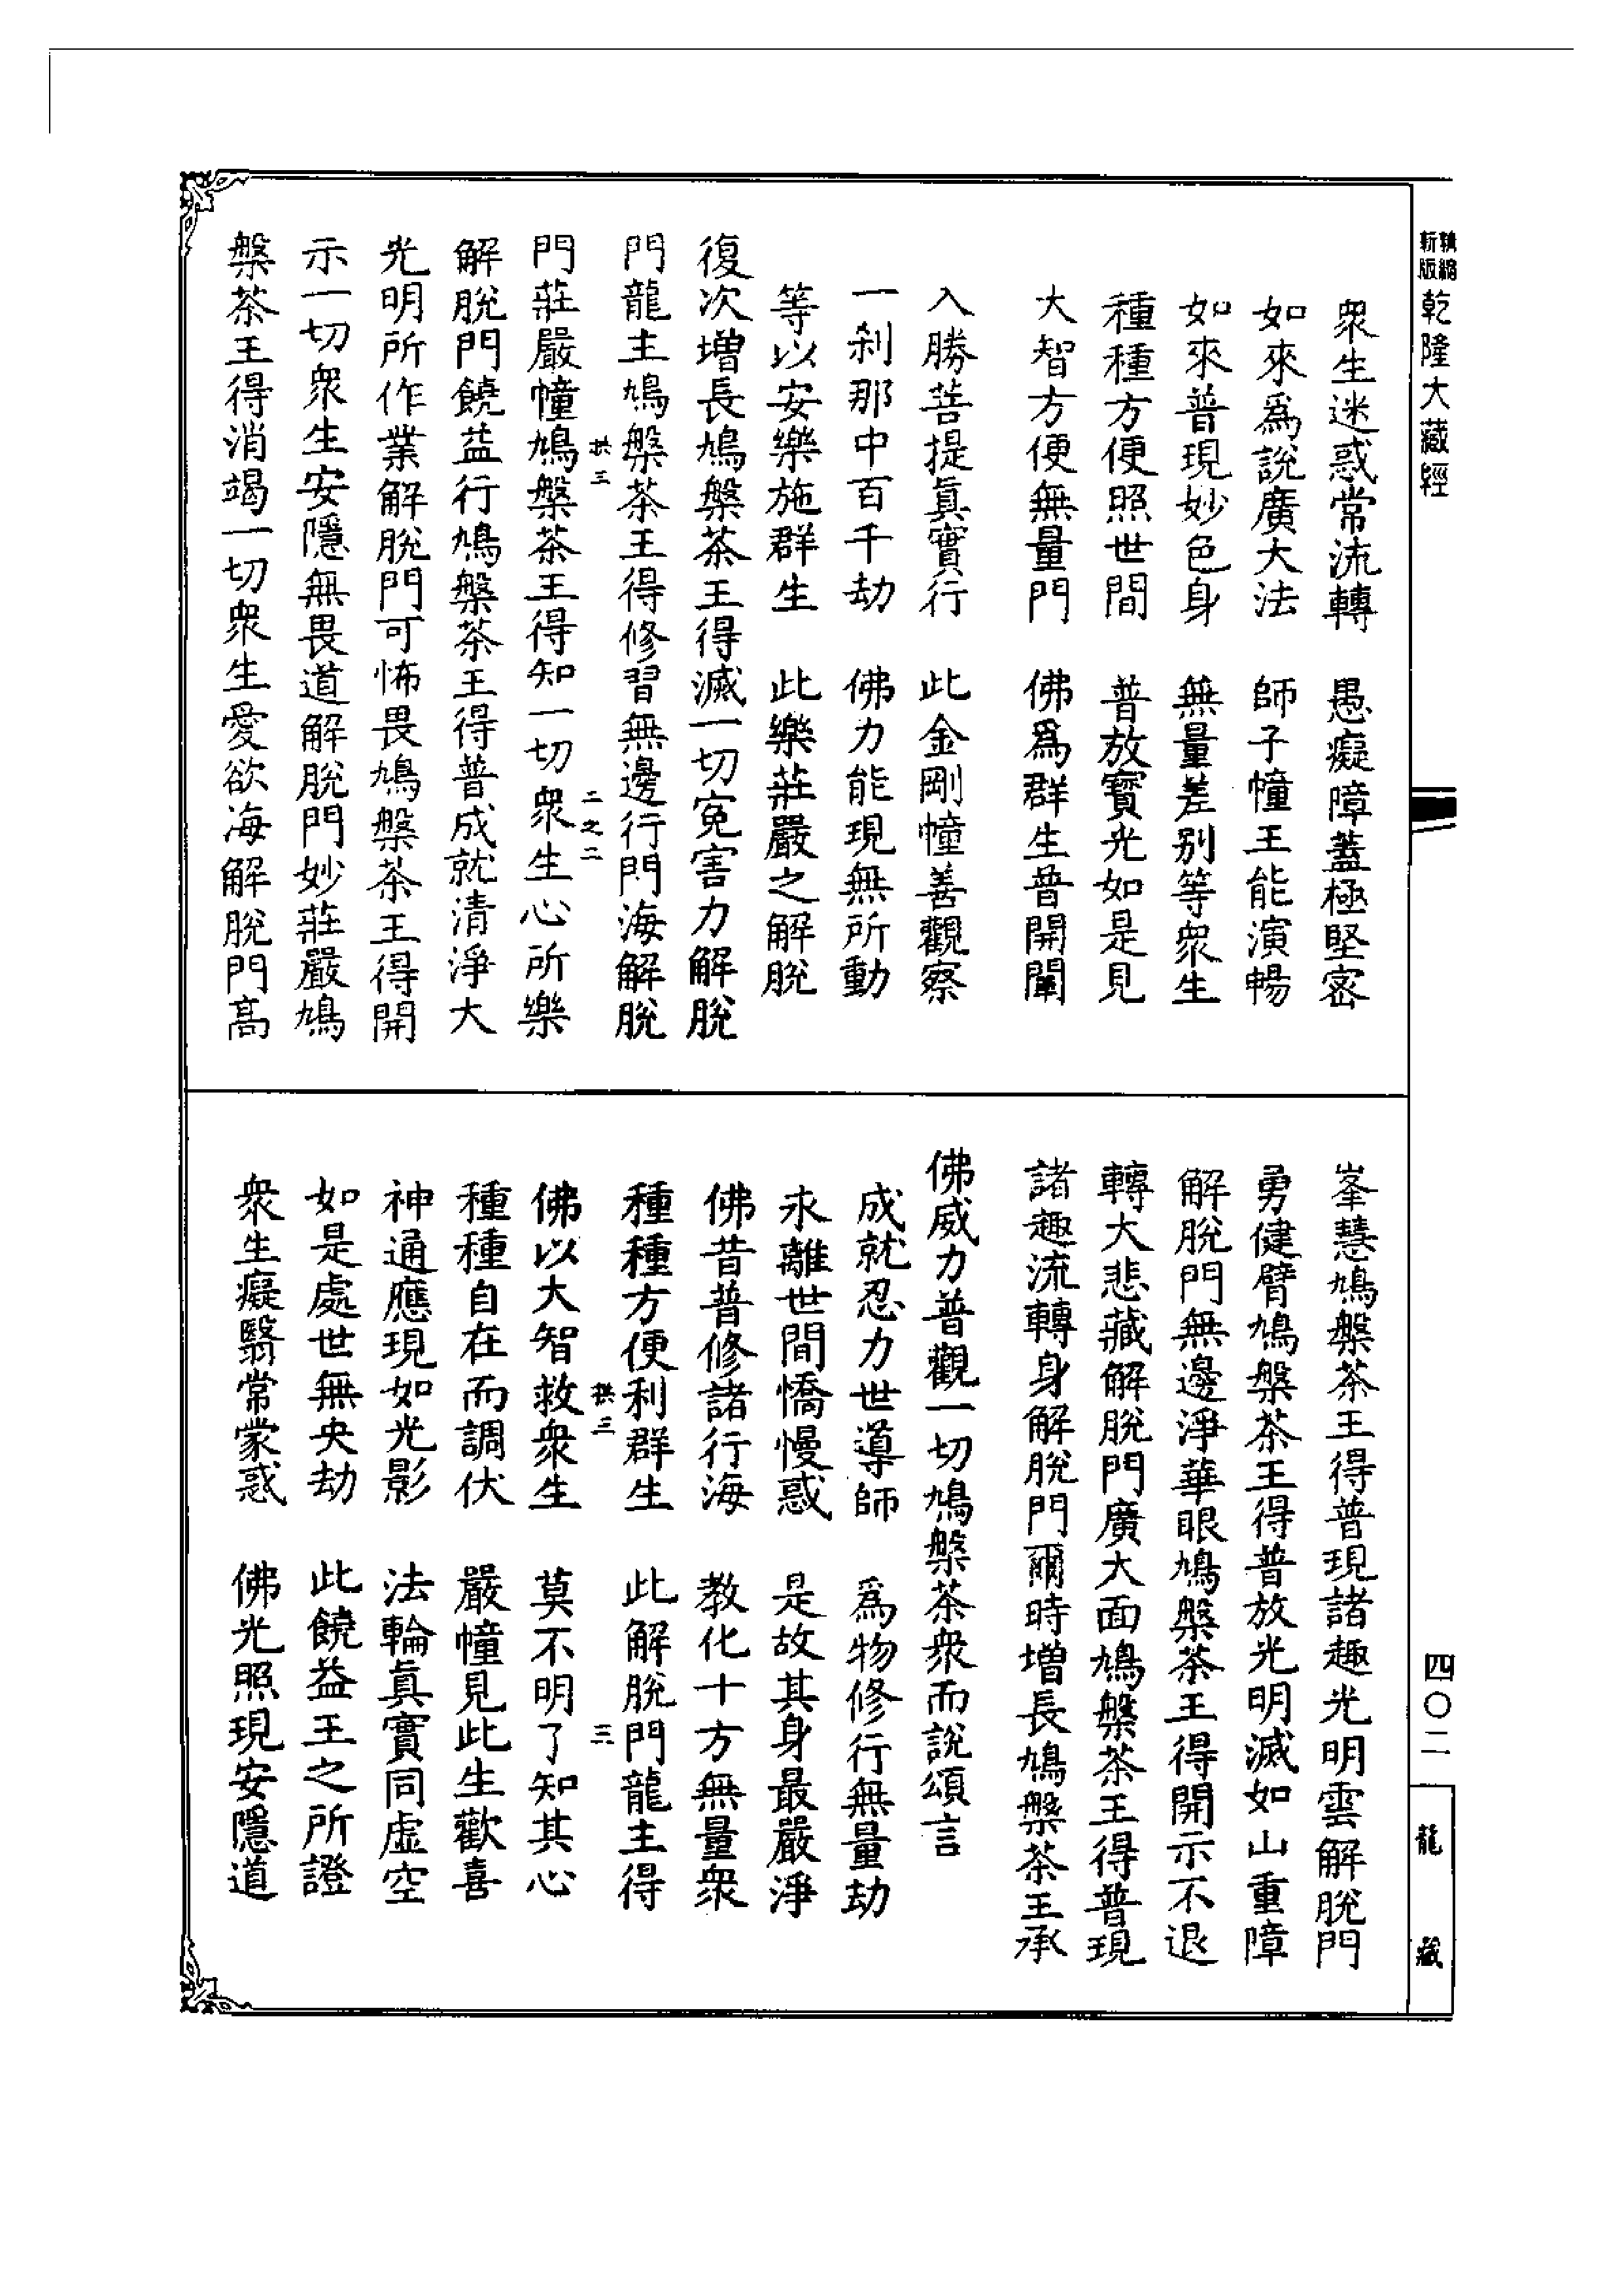 新版精縮乾隆大藏經
衆生迷惑常流轉　愚癡障蓋極堅密
如來爲說廣大法　師子幢王能演暢
如來普現妙色身　無量差别等衆生
種種方便照世間　普放寶光如是見
大智方便無量門　佛爲群生普開闡
入勝菩提眞實行　此金剛幢善觀察
一刹那中百千劫　佛力能現無所動
等以安樂施群生　此樂莊嚴之解脫
復次增長鳩槃茶王得滅一切寃害力解脫
門龍主鳩槃茶王得修習無邊行門海解脫
拱三　二之二
門莊嚴幢鳩槃茶王得知一切衆生心所樂
解脫門饒益行鳩槃茶王得普成就清淨大
光明所作業解脫門可怖畏鳩槃茶王得開
示一切衆生安隱無畏道解脫門妙莊嚴鳩
槃茶王得消竭一切衆生愛欲海解脫門高
峯慧鳩槃茶王得普現諸趣光明雲解脫門
勇健臂鳩槃茶王得普放光明滅如山重障
解脫門無邊淨華眼鳩槃茶王得開示不退
轉大悲藏解脫門廣大面鳩槃茶王得普現
諸趣流轉身解脫門爾時增長鳩槃茶王承
佛威力普觀一切鳩槃茶衆而說頌言
成就忍力世導師　爲物修行無量劫
永離世間憍慢惑　是故其身最嚴淨
佛昔普修諸行海　教化十方無量衆
種種方便利群生　此解脫門龍主得
拱三　三
佛以大智救衆生　莫不明了知其心
種種自在而調伏　嚴幢見此生歡喜
神通應現如光影　法輪眞實同虛空
如是處世無央劫　此饒益王之所證
衆生癡翳常蒙惑　佛光照現安隱道
四〇二
龍藏